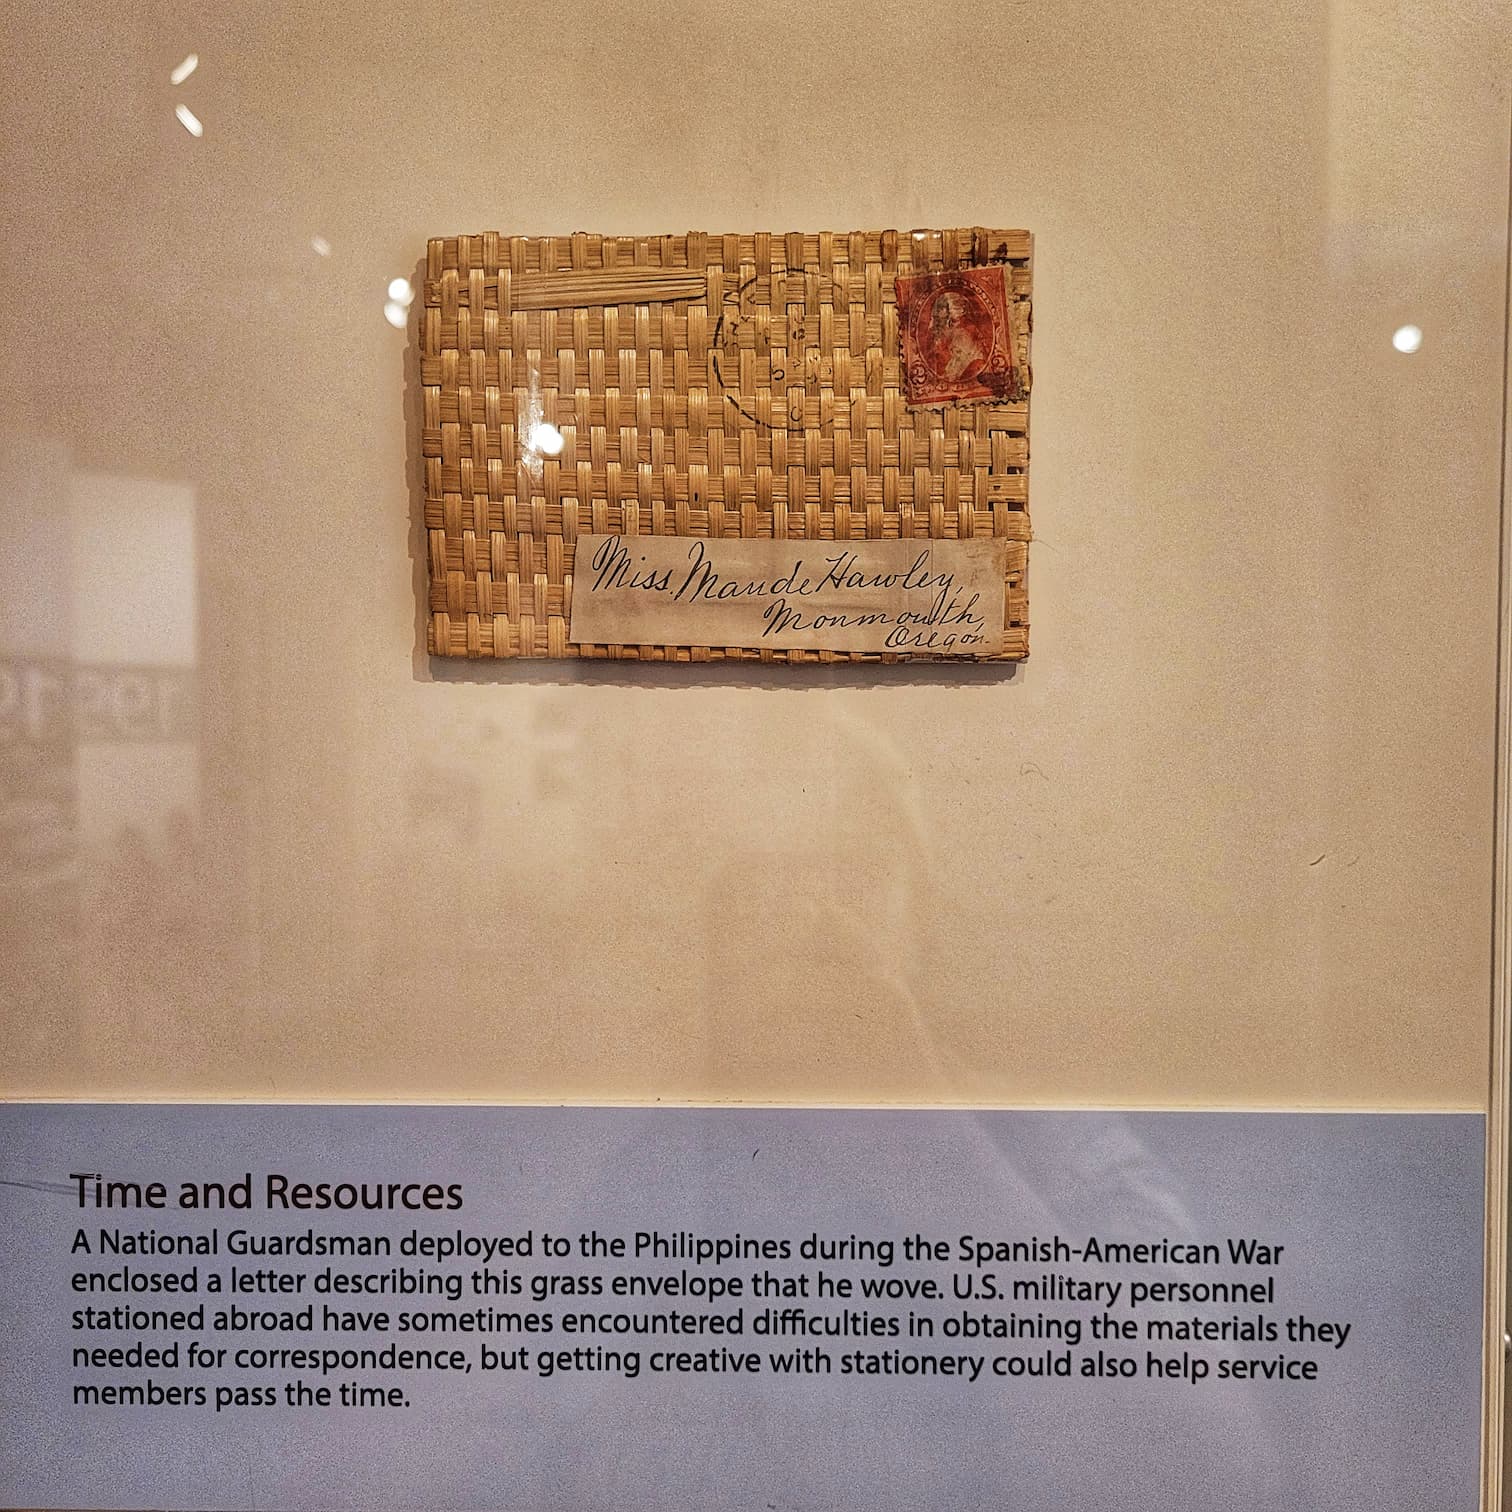 Miss. Maude Hawley,
Monmouth,
Oregon.
Time and Resources
A National Guardsman deployed to the Philippines during the Spanish-American War
enclosed a letter describing this grass envelope that he wove. U.S. military personnel
stationed abroad have sometimes encountered difficulties in obtaining the materials they
needed for correspondence, but getting creative with stationery could also help service
members pass the time.